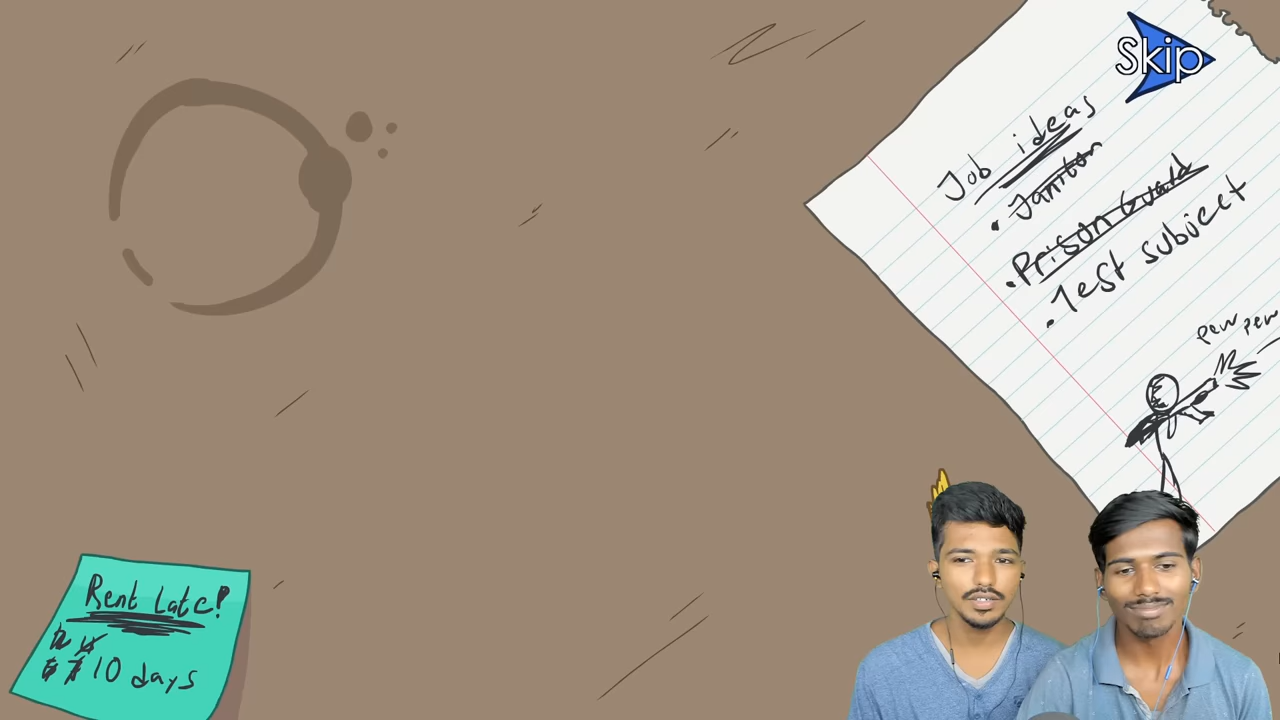 Skip
Job ideas
• Janitor
• Prison Guard
• Test subject
pew pew
Rent Late!
10 days